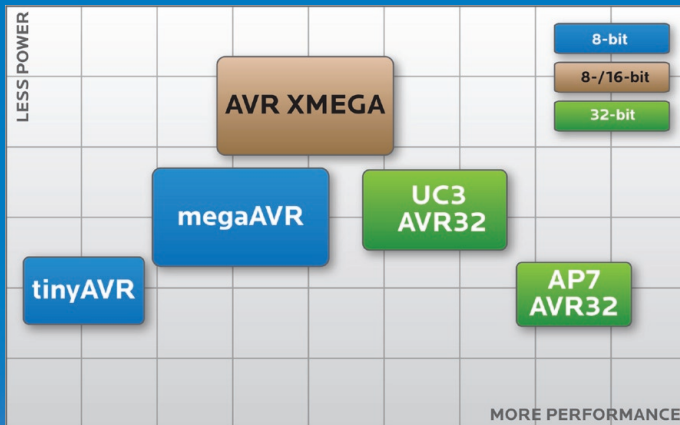 LESS POWER
8-bit
8-/16-bit
32-bit
AVR XMEGA
megaAVR
UC3
AVR32
tinyAVR
AP7
AVR32
MORE PERFORMANCE